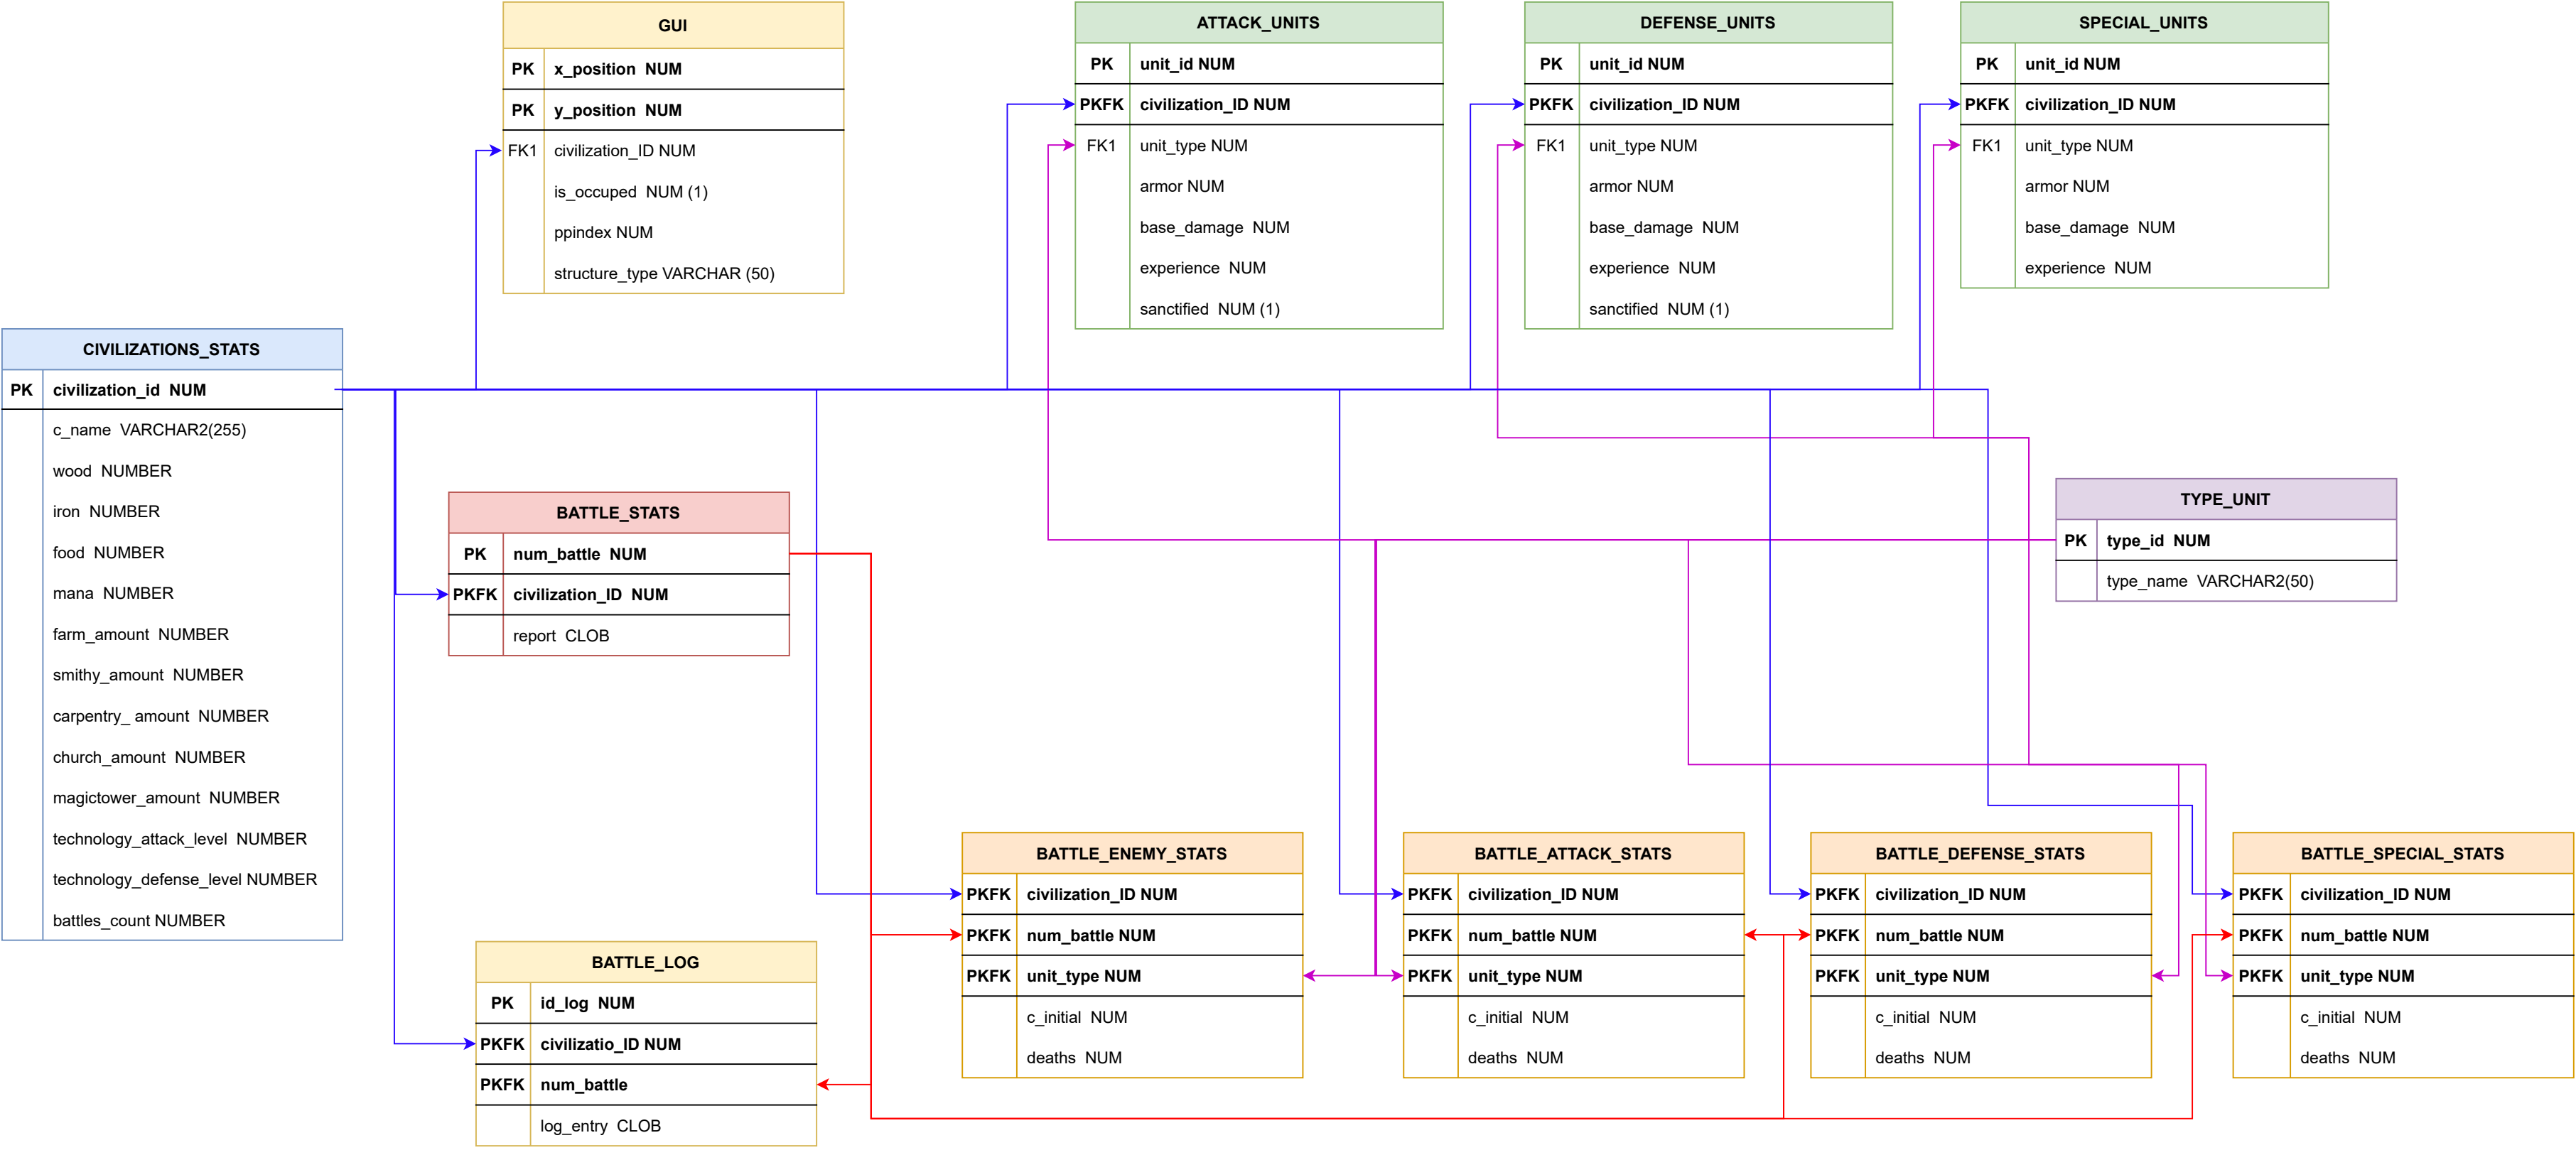 GUI
PK x_position NUM
PK y_position NUM
FK1 civilization_ID NUM
is_occuped NUM (1)
ppindex NUM
structure_type VARCHAR (50)
ATTACK_UNITS
PK unit_id NUM
PKFK civilization_ID NUM
FK1 unit_type NUM
armor NUM
base_damage NUM
experience NUM
sanctified NUM (1)
DEFENSE_UNITS
PK unit_id NUM
PKFK civilization_ID NUM
FK1 unit_type NUM
armor NUM
base_damage NUM
experience NUM
sanctified NUM (1)
SPECIAL_UNITS
PK unit_id NUM
PKFK civilization_ID NUM
FK1 unit_type NUM
armor NUM
base_damage NUM
experience NUM
CIVILIZATIONS_STATS
PK civilization_id NUM
c_name VARCHAR2(255)
wood NUMBER
iron NUMBER
food NUMBER
mana NUMBER
farm_amount NUMBER
smithy_amount NUMBER
carpentry_ amount NUMBER
church_amount NUMBER
magictower_amount NUMBER
technology_attack_level NUMBER
technology_defense_level NUMBER
battles_count NUMBER
BATTLE_STATS
PK num_battle NUM
PKFK civilization_ID NUM
report CLOB
TYPE_UNIT
PK type_id NUM
type_name VARCHAR2(50)
BATTLE_LOG
PK id_log NUM
PKFK civilizatio_ID NUM
PKFK num_battle
log_entry CLOB
BATTLE_ENEMY_STATS
PKFK civilization_ID NUM
PKFK num_battle NUM
PKFK unit_type NUM
c_initial NUM
deaths NUM
BATTLE_ATTACK_STATS
PKFK civilization_ID NUM
PKFK num_battle NUM
PKFK unit_type NUM
c_initial NUM
deaths NUM
BATTLE_DEFENSE_STATS
PKFK civilization_ID NUM
PKFK num_battle NUM
PKFK unit_type NUM
c_initial NUM
deaths NUM
BATTLE_SPECIAL_STATS
PKFK civilization_ID NUM
PKFK num_battle NUM
PKFK unit_type NUM
c_initial NUM
deaths NUM